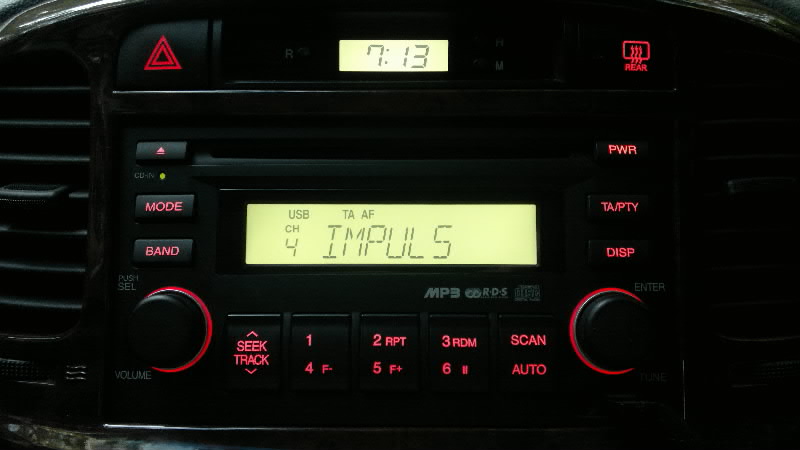 R
7:13
H
M
REAR
PWR
CD-IN
MODE
TA/PTY
USB TA AF
CH
4 IMPULS
BAND
DISP
PUSH
SEL
ENTER
MP3 R·D·S
SEEK
TRACK
1
4 F-
2 RPT
5 F+
3 RDM
6 II
SCAN
AUTO
VOLUME
TUNE